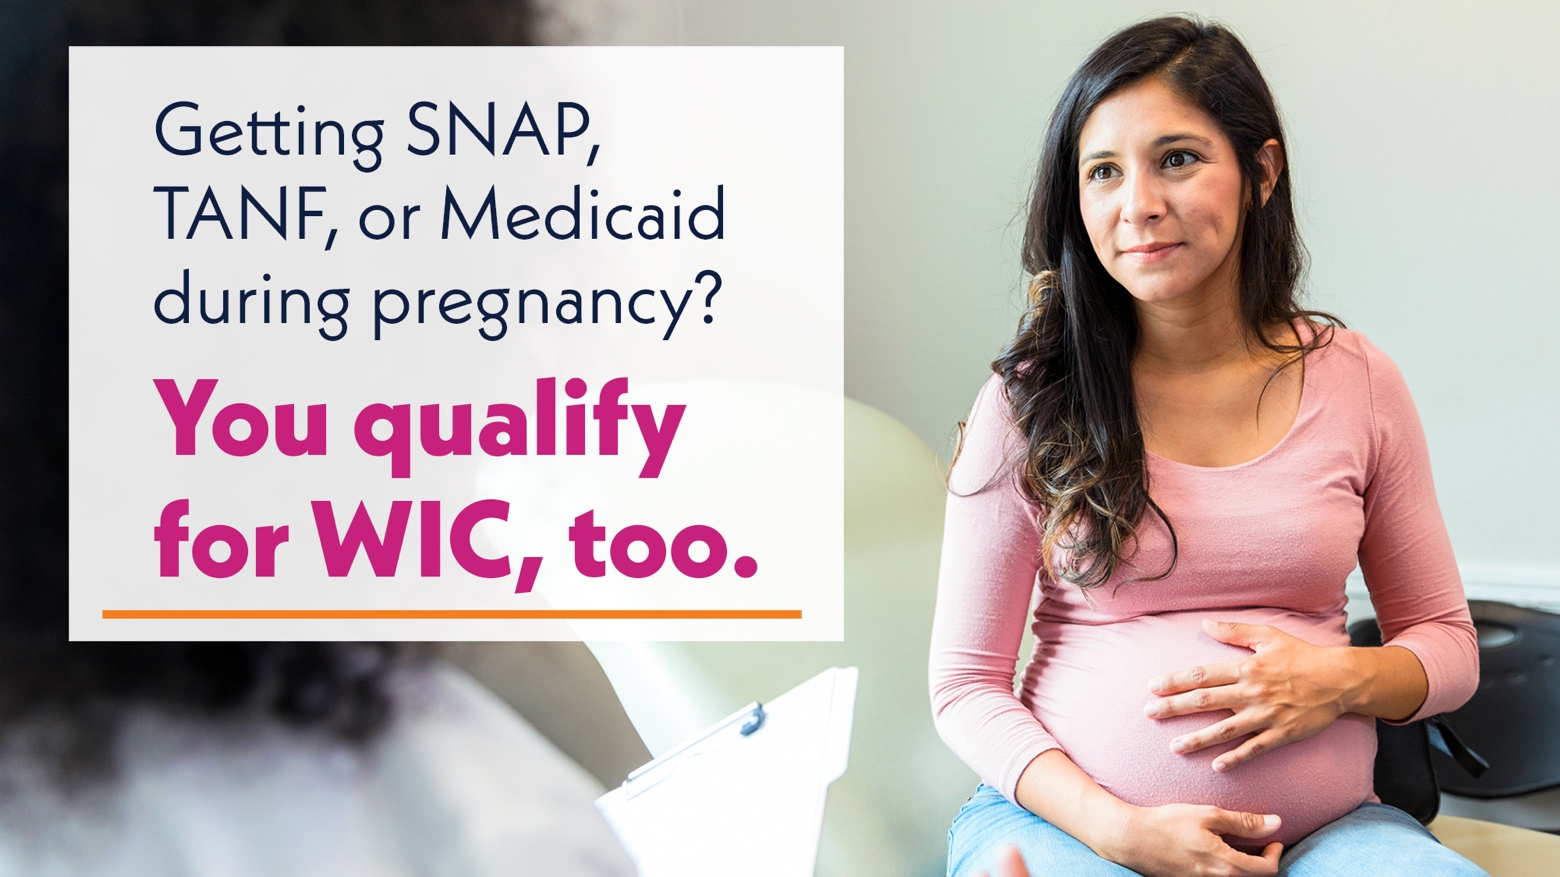 Getting SNAP,
TANF, or Medicaid
during pregnancy?
You qualify
for WIC, too.